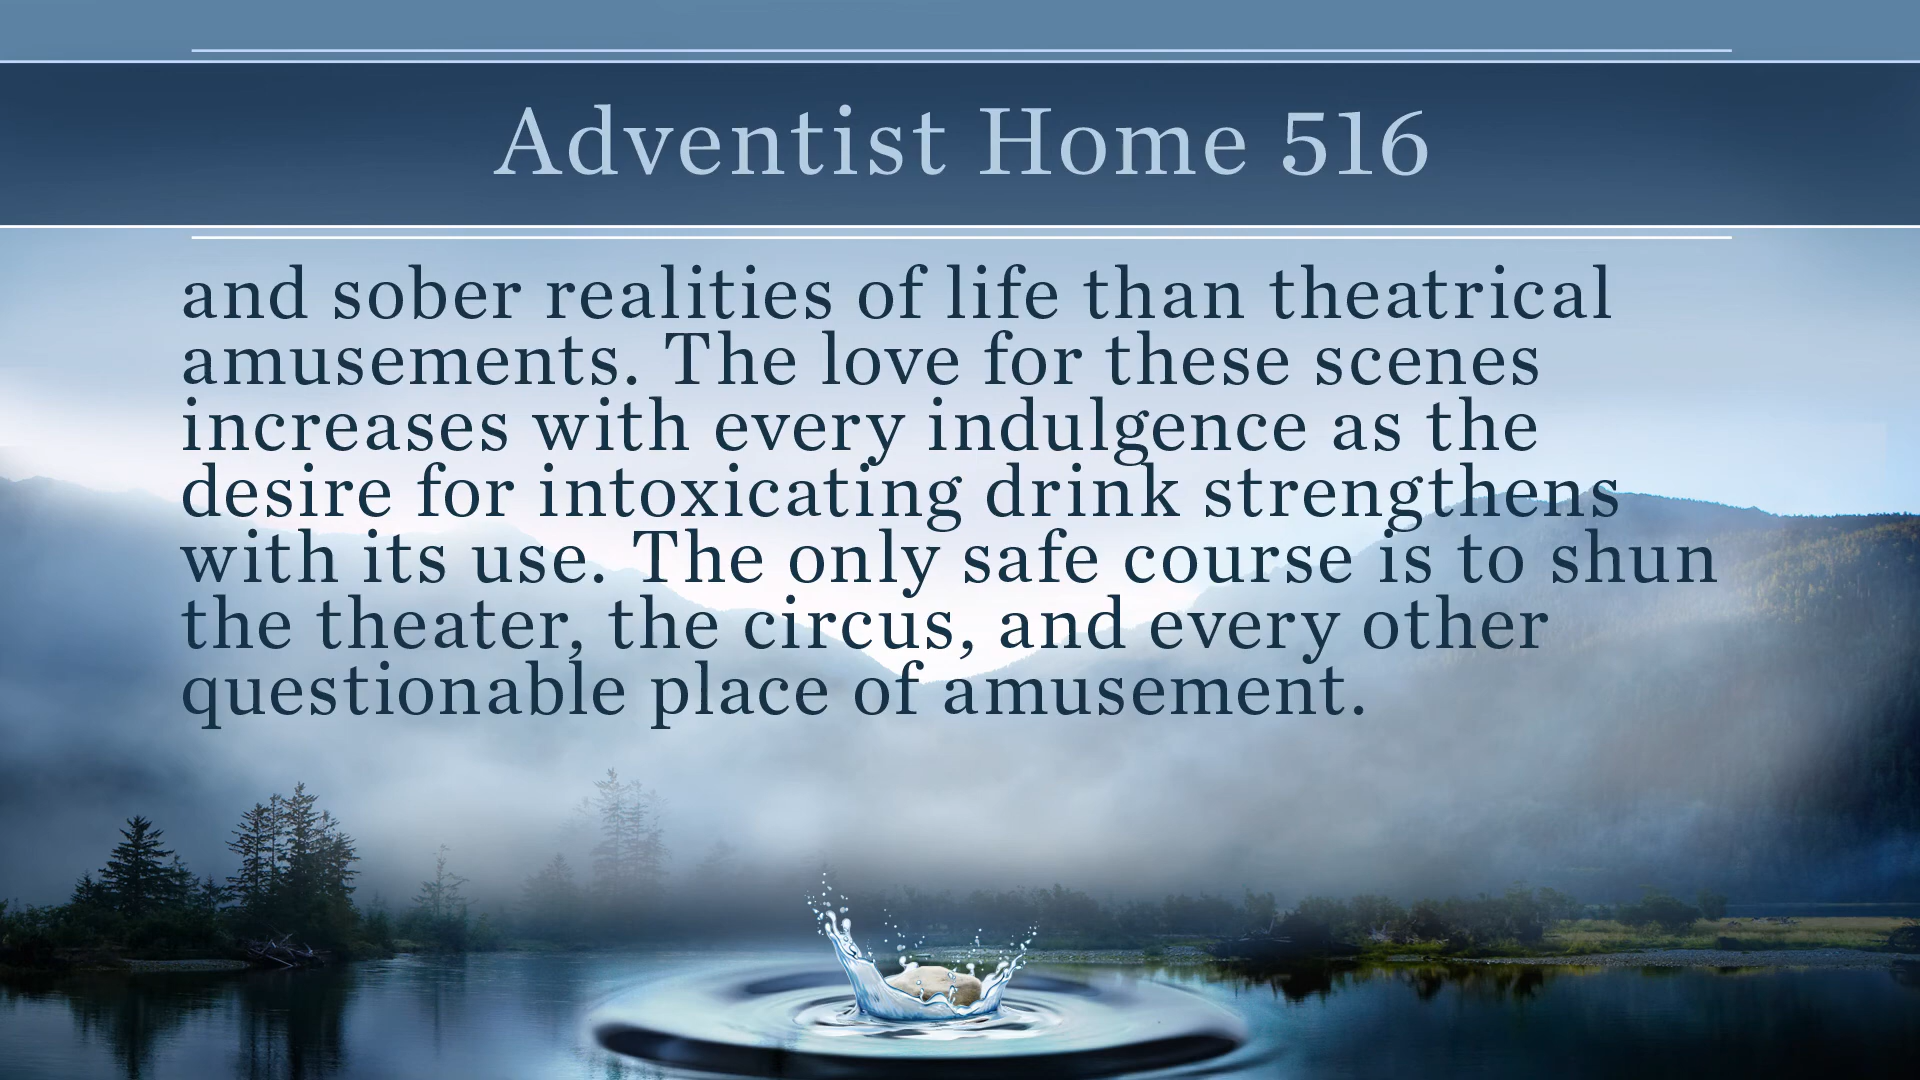 Adventist Home 516
and sober realities of life than theatrical
amusements. The love for these scenes
increases with every indulgence as the
desire for intoxicating drink strengthens
with its use. The only safe course is to shun
the theater, the circus, and every other
questionable place of amusement.